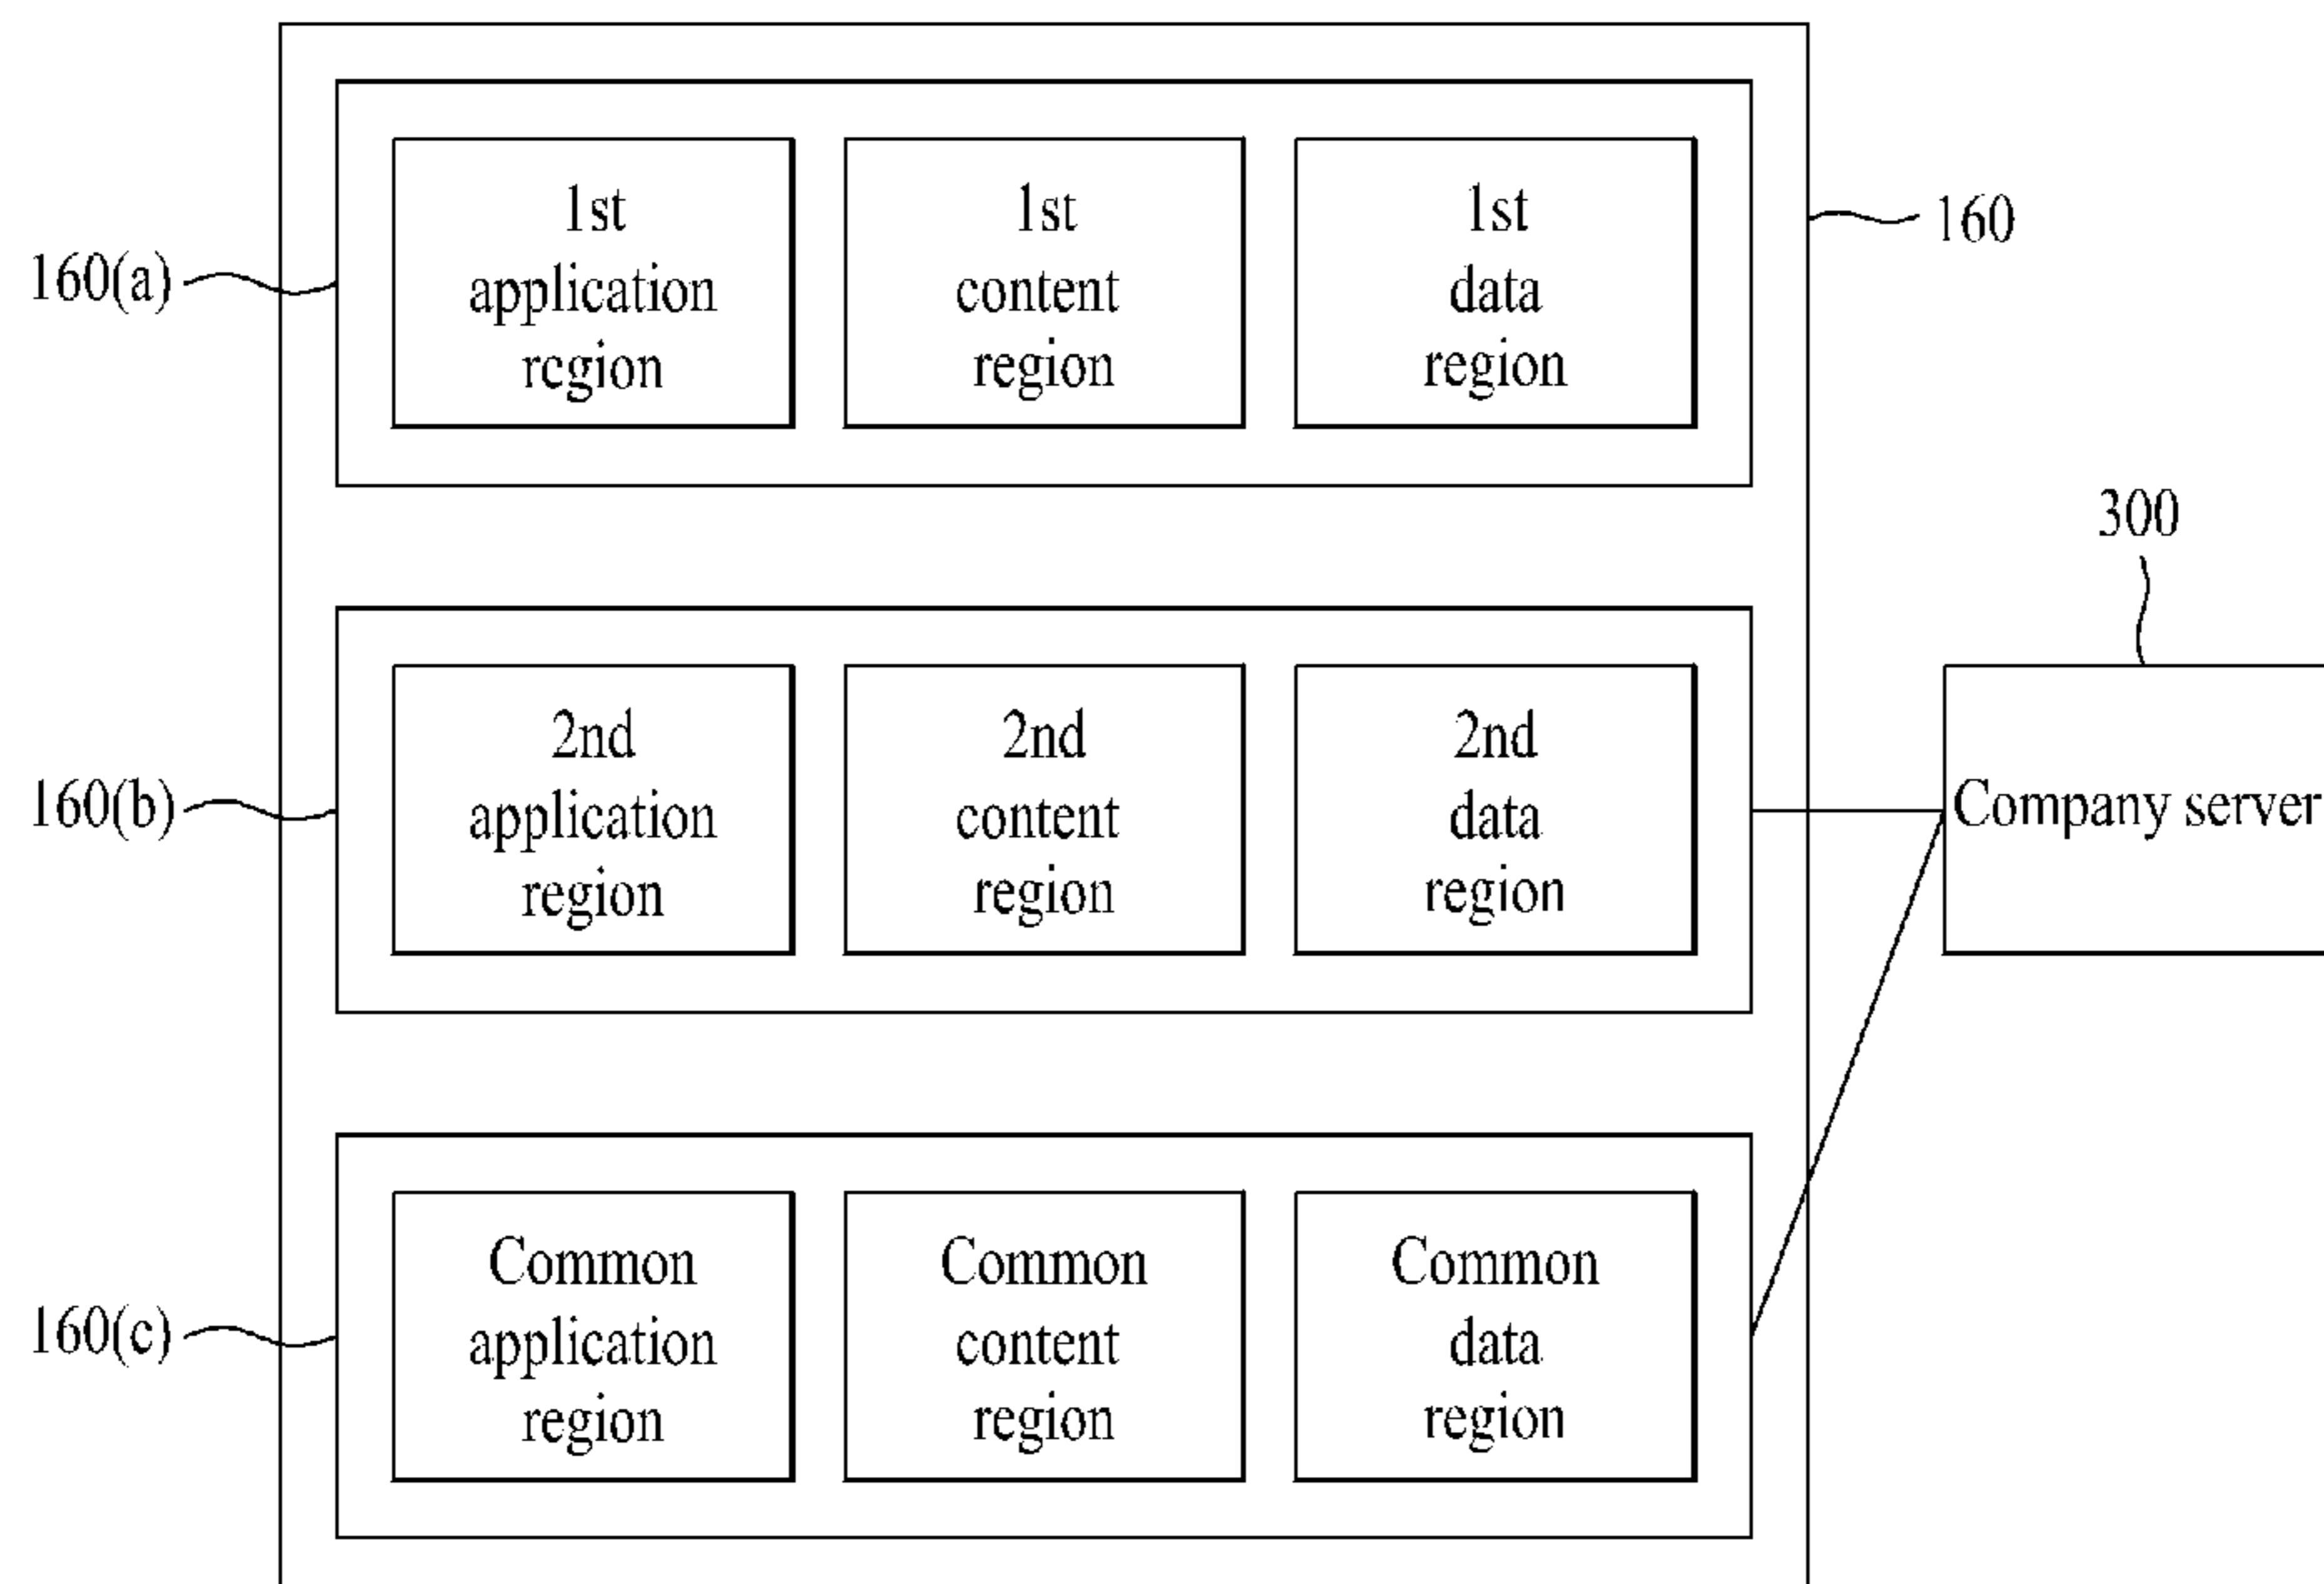 160
160(a)
1st
application
region
1st
content
region
1st
data
region
300
160(b)
2nd
application
region
2nd
content
region
2nd
data
region
Company server
160(c)
Common
application
region
Common
content
region
Common
data
region